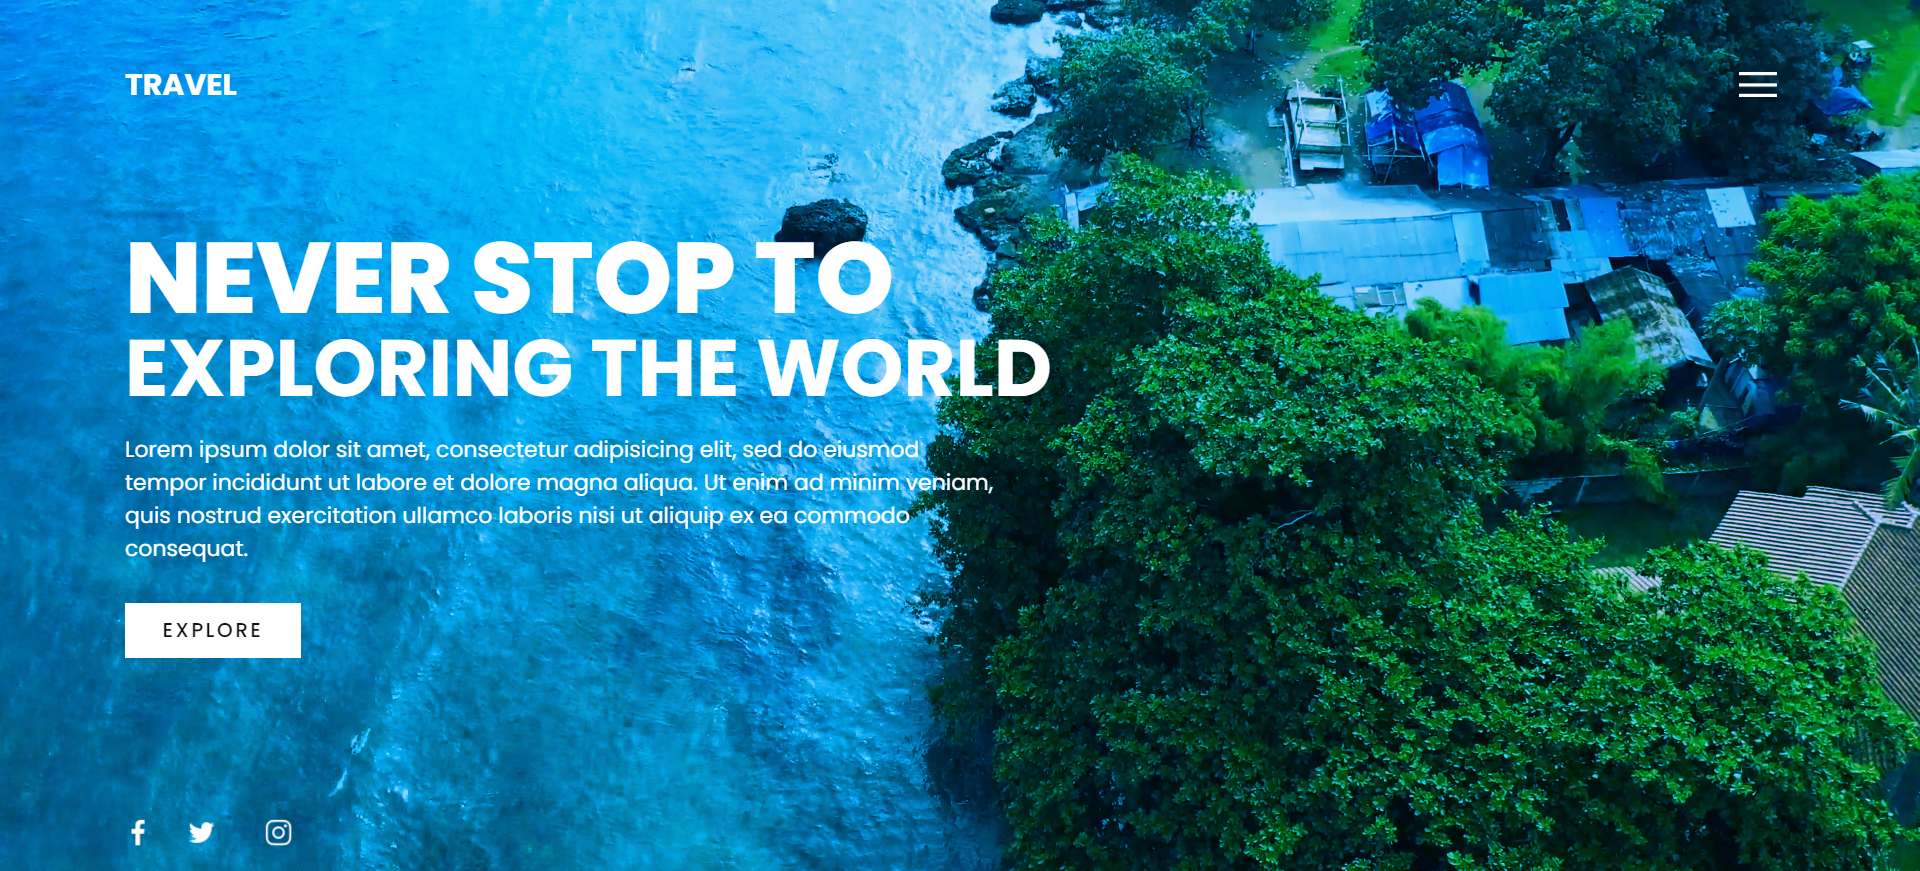 TRAVEL
NEVER STOP TO
EXPLORING THE WORLD
Lorem ipsum dolor sit amet, consectetur adipisicing elit, sed do eiusmod
tempor incididunt ut labore et dolore magna aliqua. Ut enim ad minim veniam,
quis nostrud exercitation ullamco laboris nisi ut aliquip ex ea commodo
consequat.
EXPLORE